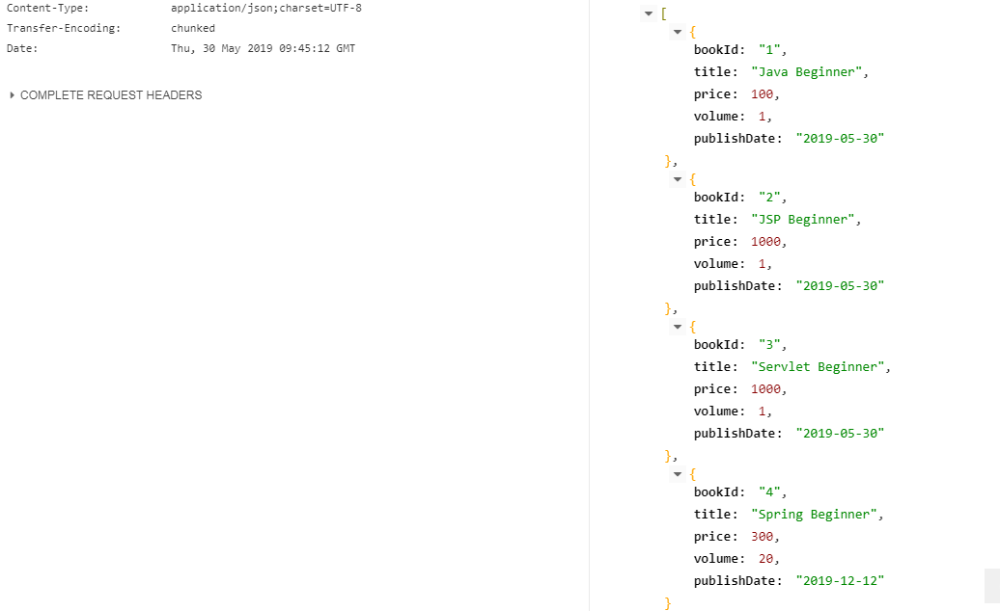 Content-Type: application/json;charset=UTF-8
Transfer-Encoding: chunked
Date: Thu, 30 May 2019 09:45:12 GMT
COMPLETE REQUEST HEADERS
[
{
bookId: "1",
title: "Java Beginner",
price: 100,
volume: 1,
publishDate: "2019-05-30"
},
{
bookId: "2",
title: "JSP Beginner",
price: 1000,
volume: 1,
publishDate: "2019-05-30"
},
{
bookId: "3",
title: "Servlet Beginner",
price: 1000,
volume: 1,
publishDate: "2019-05-30"
},
{
bookId: "4",
title: "Spring Beginner",
price: 300,
volume: 20,
publishDate: "2019-12-12"
}